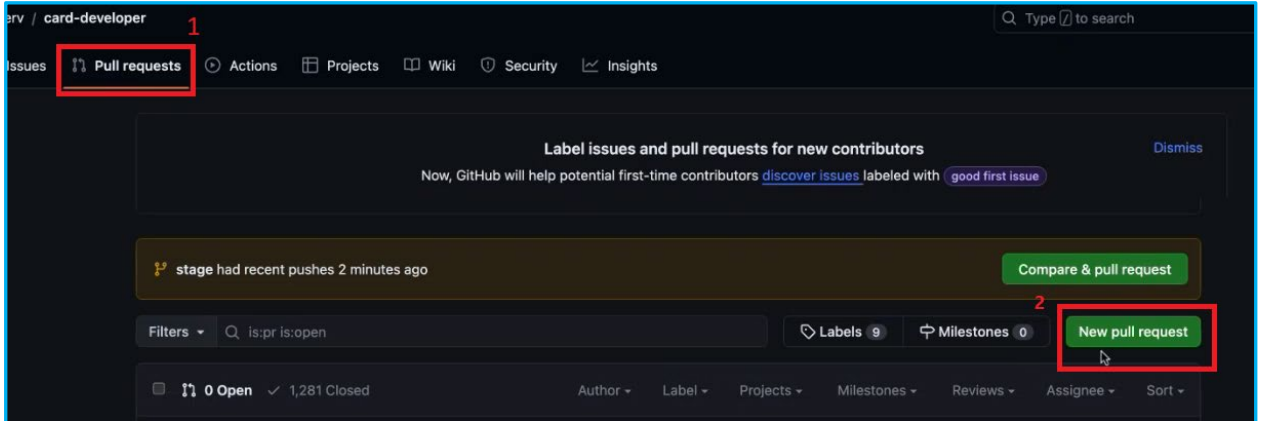 erv / card-developer
Type / to search
1
Issues Pull requests Actions Projects Wiki Security Insights
Label issues and pull requests for new contributors
Dismiss
Now, GitHub will help potential first-time contributors discover issues labeled with good first issue
stage had recent pushes 2 minutes ago
Compare & pull request
2
Filters is:pr is:open Labels 9 Milestones 0 New pull request
0 Open 1,281 Closed Author Label Projects Milestones Reviews Assignee Sort